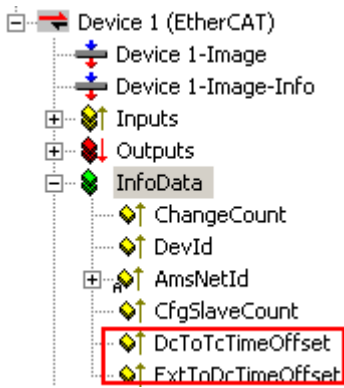 Device 1 (EtherCAT)
Device 1-Image
Device 1-Image-Info
Inputs
Outputs
InfoData
ChangeCount
DevId
A AmsNetId
CfgSlaveCount
DcToTcTimeOffset
ExtToDcTimeOffset